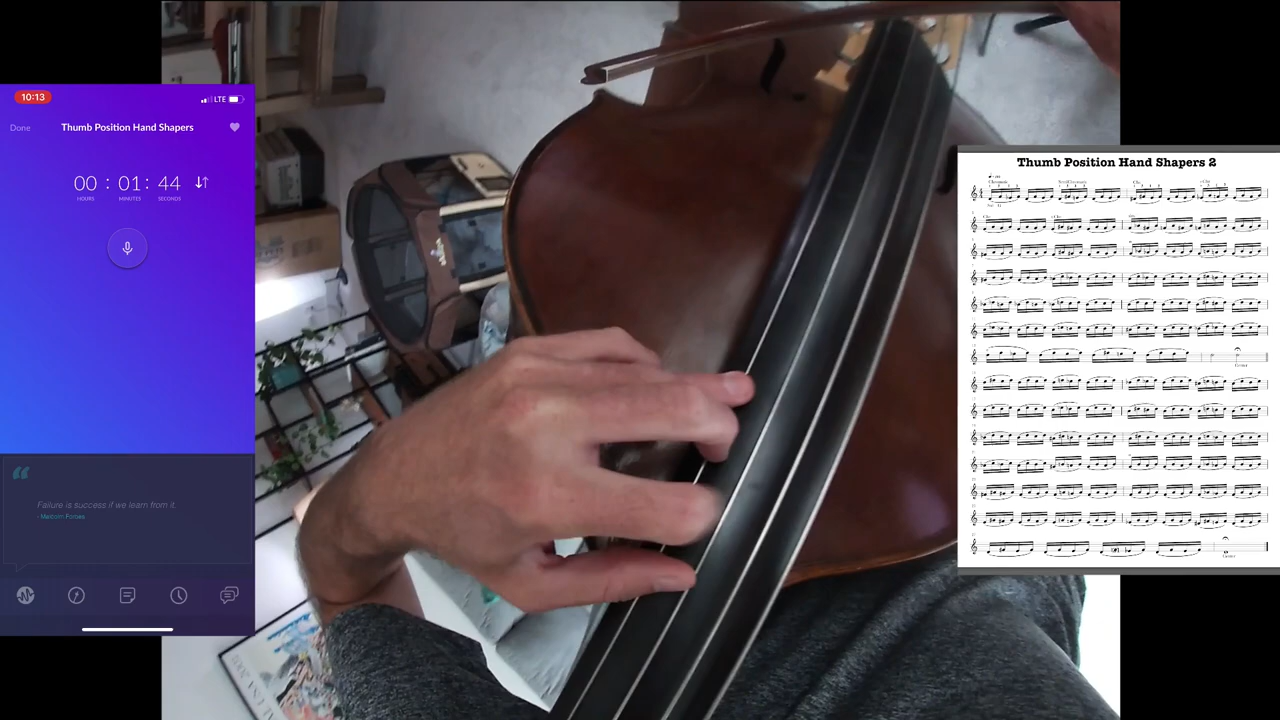 10:13
LTE
Done
Thumb Position Hand Shapers
00 : 01 : 44
HOURS
MINUTES
SECONDS
“
Failure is success if we learn from it.
- Malcolm Forbes
Thumb Position Hand Shapers 2